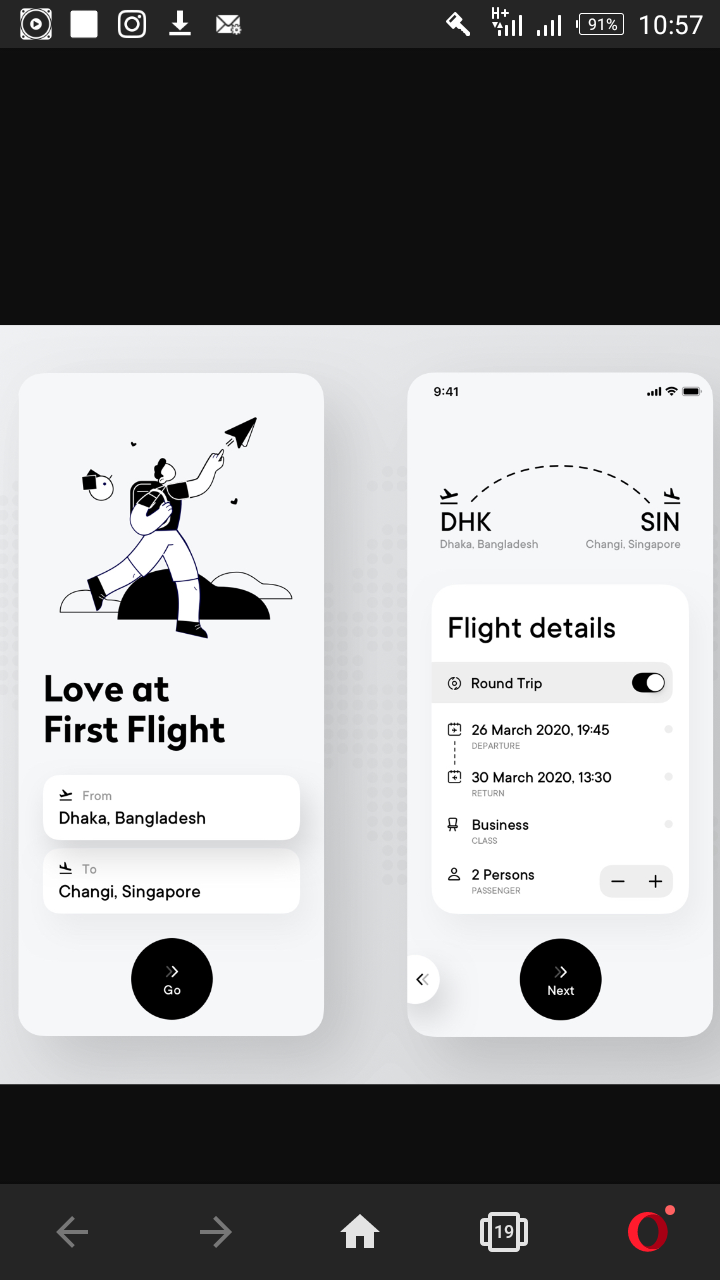 H+
91%
10:57
Love at
First Flight
From
Dhaka, Bangladesh
To
Changi, Singapore
Go
9:41
DHK
Dhaka, Bangladesh
SIN
Changi, Singapore
Flight details
Round Trip
26 March 2020, 19:45
DEPARTURE
30 March 2020, 13:30
RETURN
Business
CLASS
2 Persons
PASSENGER
Next
19